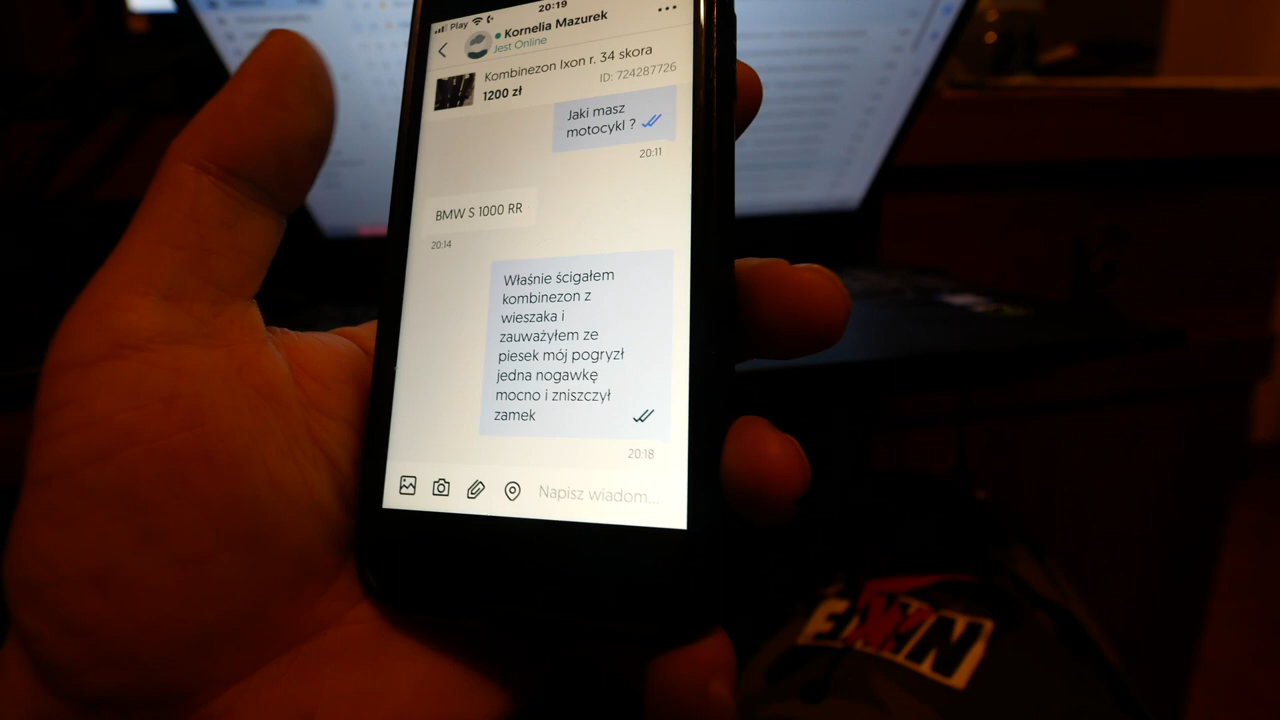 Play
20:19
Kornelia Mazurek
Jest Online
Kombinezon Ixon r. 34 skora
ID: 724287726
1200 zł
Jaki masz
motocykl ?
20:11
BMW S 1000 RR
20:14
Właśnie ścigałem
kombinezon z
wieszaka i
zauważyłem ze
piesek mój pogryzł
jedna nogawkę
mocno i zniszczył
zamek
20:18
Napisz wiadom...